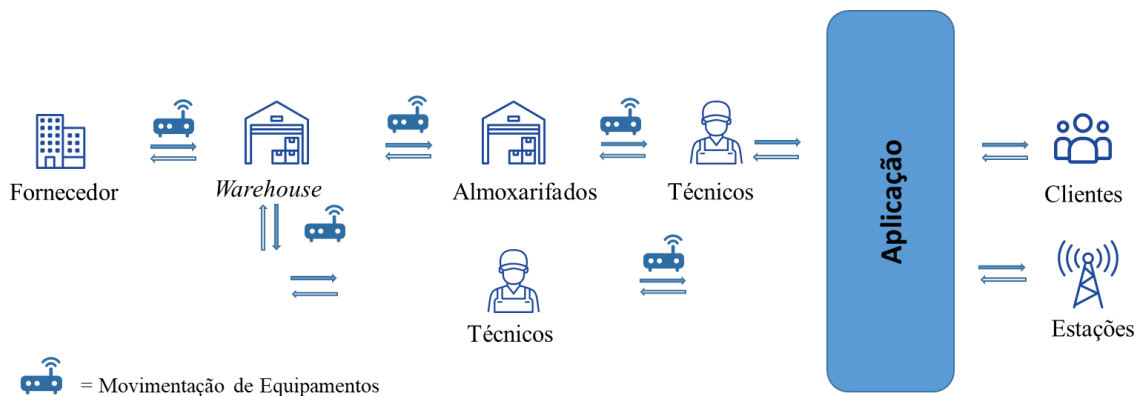 Fornecedor
Warehouse
Almoxarifados
Técnicos
Aplicação
Clientes
Técnicos
Estações
= Movimentação de Equipamentos